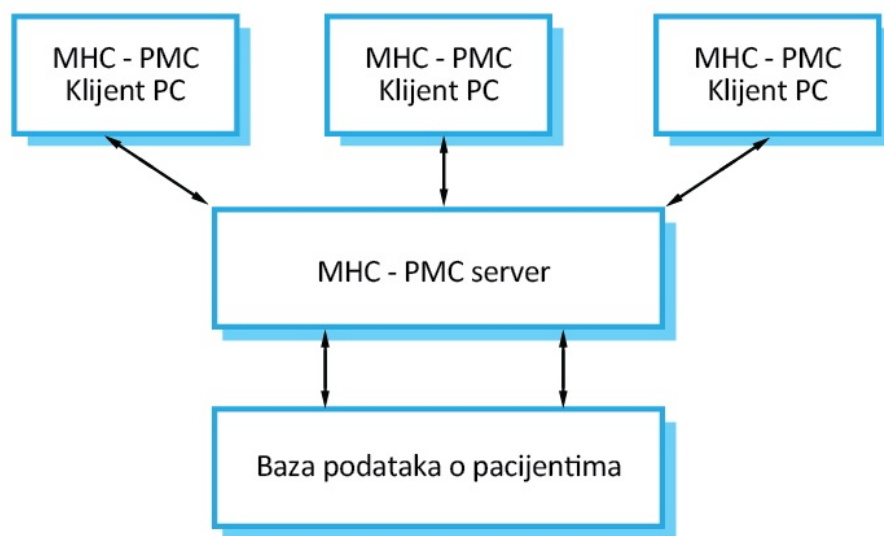 MHC - PMC
Klijent PC
MHC - PMC
Klijent PC
MHC - PMC
Klijent PC
MHC - PMC server
Baza podataka o pacijentima